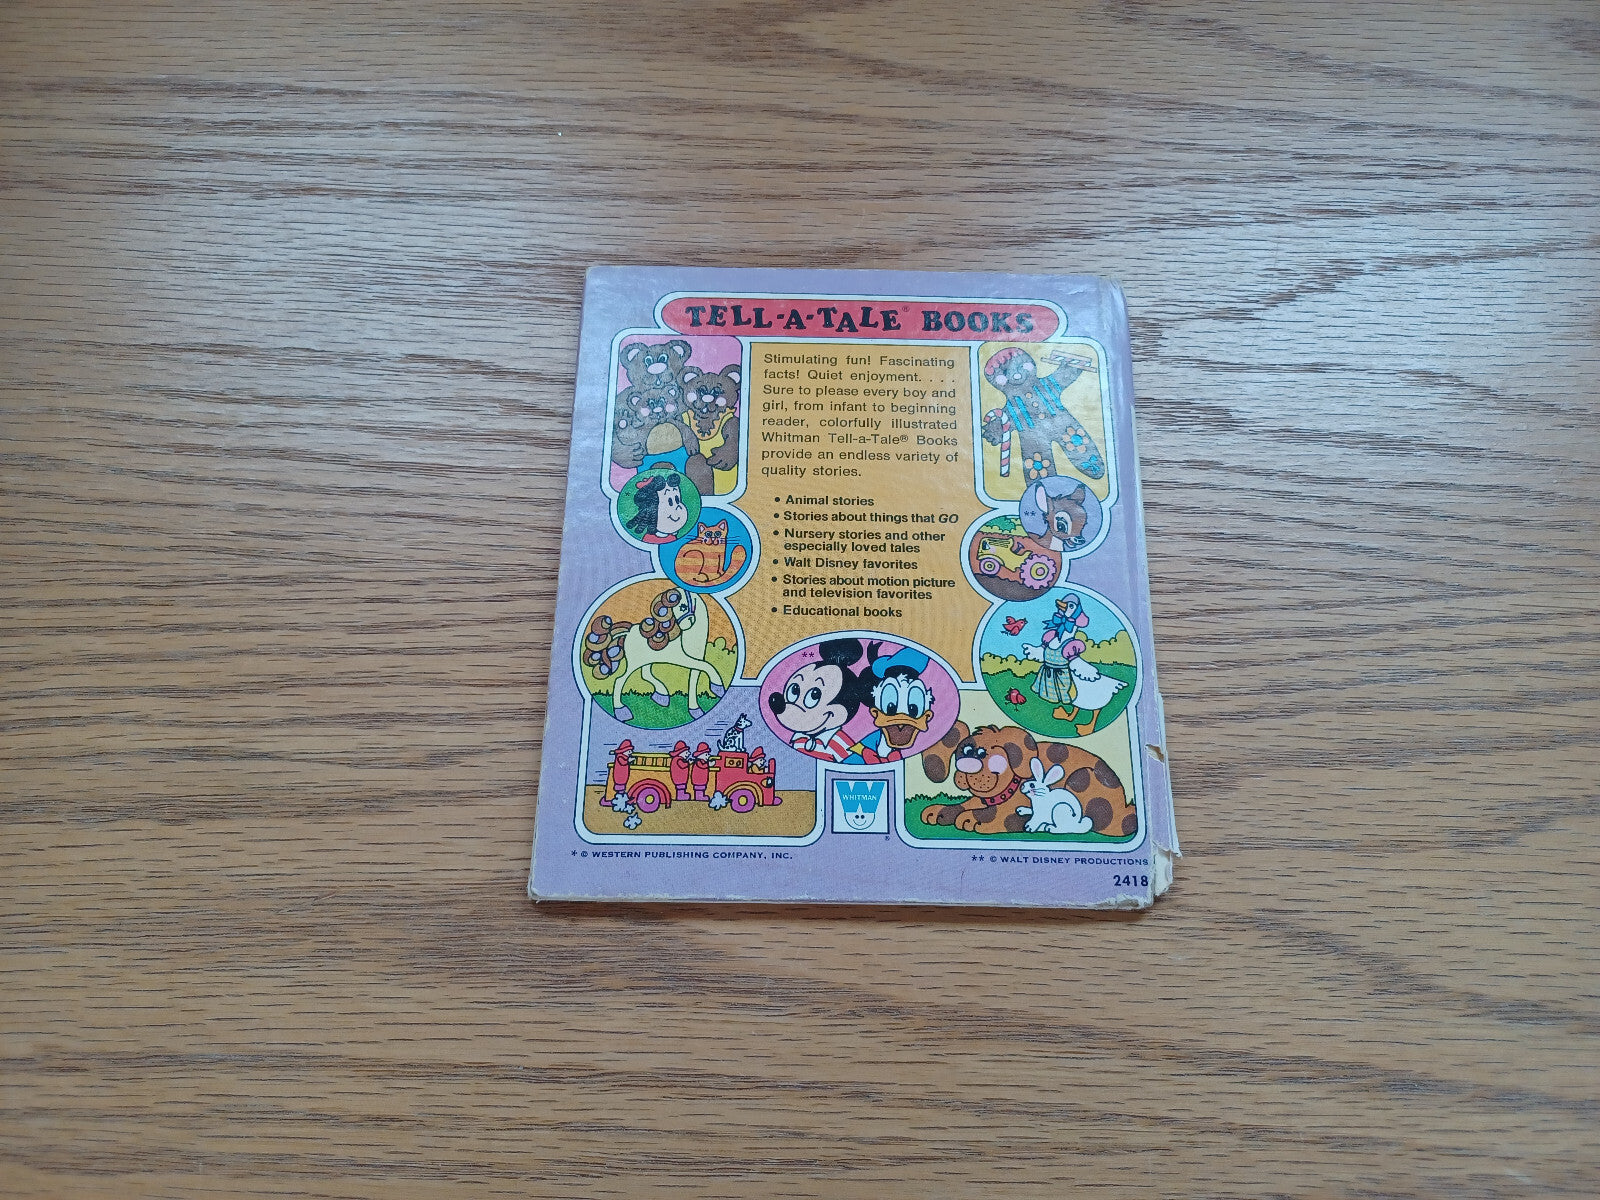 TELL-A-TALE® BOOKS
Stimulating fun! Fascinating
facts! Quiet enjoyment. . . .
Sure to please every boy and
girl, from infant to beginning
reader, colorfully illustrated
Whitman Tell-a-Tale® Books
provide an endless variety of
quality stories.
• Animal stories
• Stories about things that GO
• Nursery stories and other
especially loved tales
• Walt Disney favorites
• Stories about motion picture
and television favorites
• Educational books
*
**
**
W
WHITMAN
®
* © WESTERN PUBLISHING COMPANY, INC.
** © WALT DISNEY PRODUCTIONS
2418